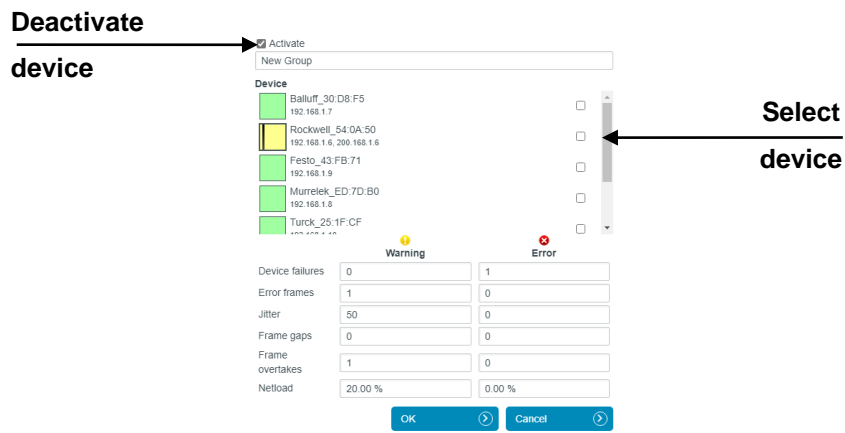 Deactivate
device
Activate
New Group
Device
Balluff_30:D8:F5
192.168.1.7
Rockwell_54:0A:50
192.168.1.6, 200.168.1.6
Festo_43:FB:71
192.168.1.9
Murrelek_ED:7D:B0
192.168.1.8
Turck_25:1F:CF
Select
device
Warning Error
Device failures 0 1
Error frames 1 0
Jitter 50 0
Frame gaps 0 0
Frame
overtakes 1 0
Netload 20.00 % 0.00 %
OK Cancel